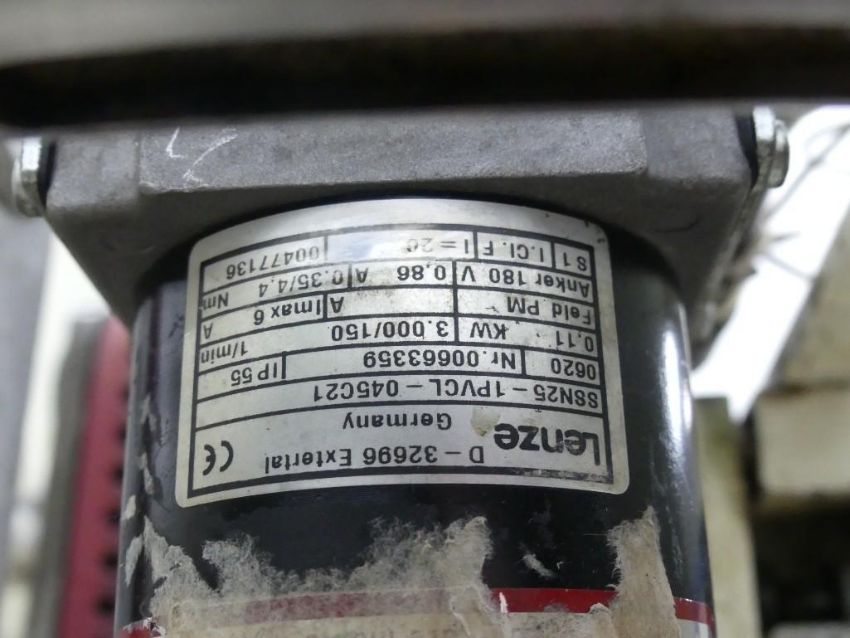 Lenze
D-32696 Extertal
Germany
CE
SSN25-1PVCL-045C21
0620 Nr.00663359 IP 55
0,11 KW 3.000/150 1/min
Feld PM A Imax 6 A
Anker 180 V 0,86 A 0.35/4,4 Nm
S1 I.Cl. F I=20 00477136